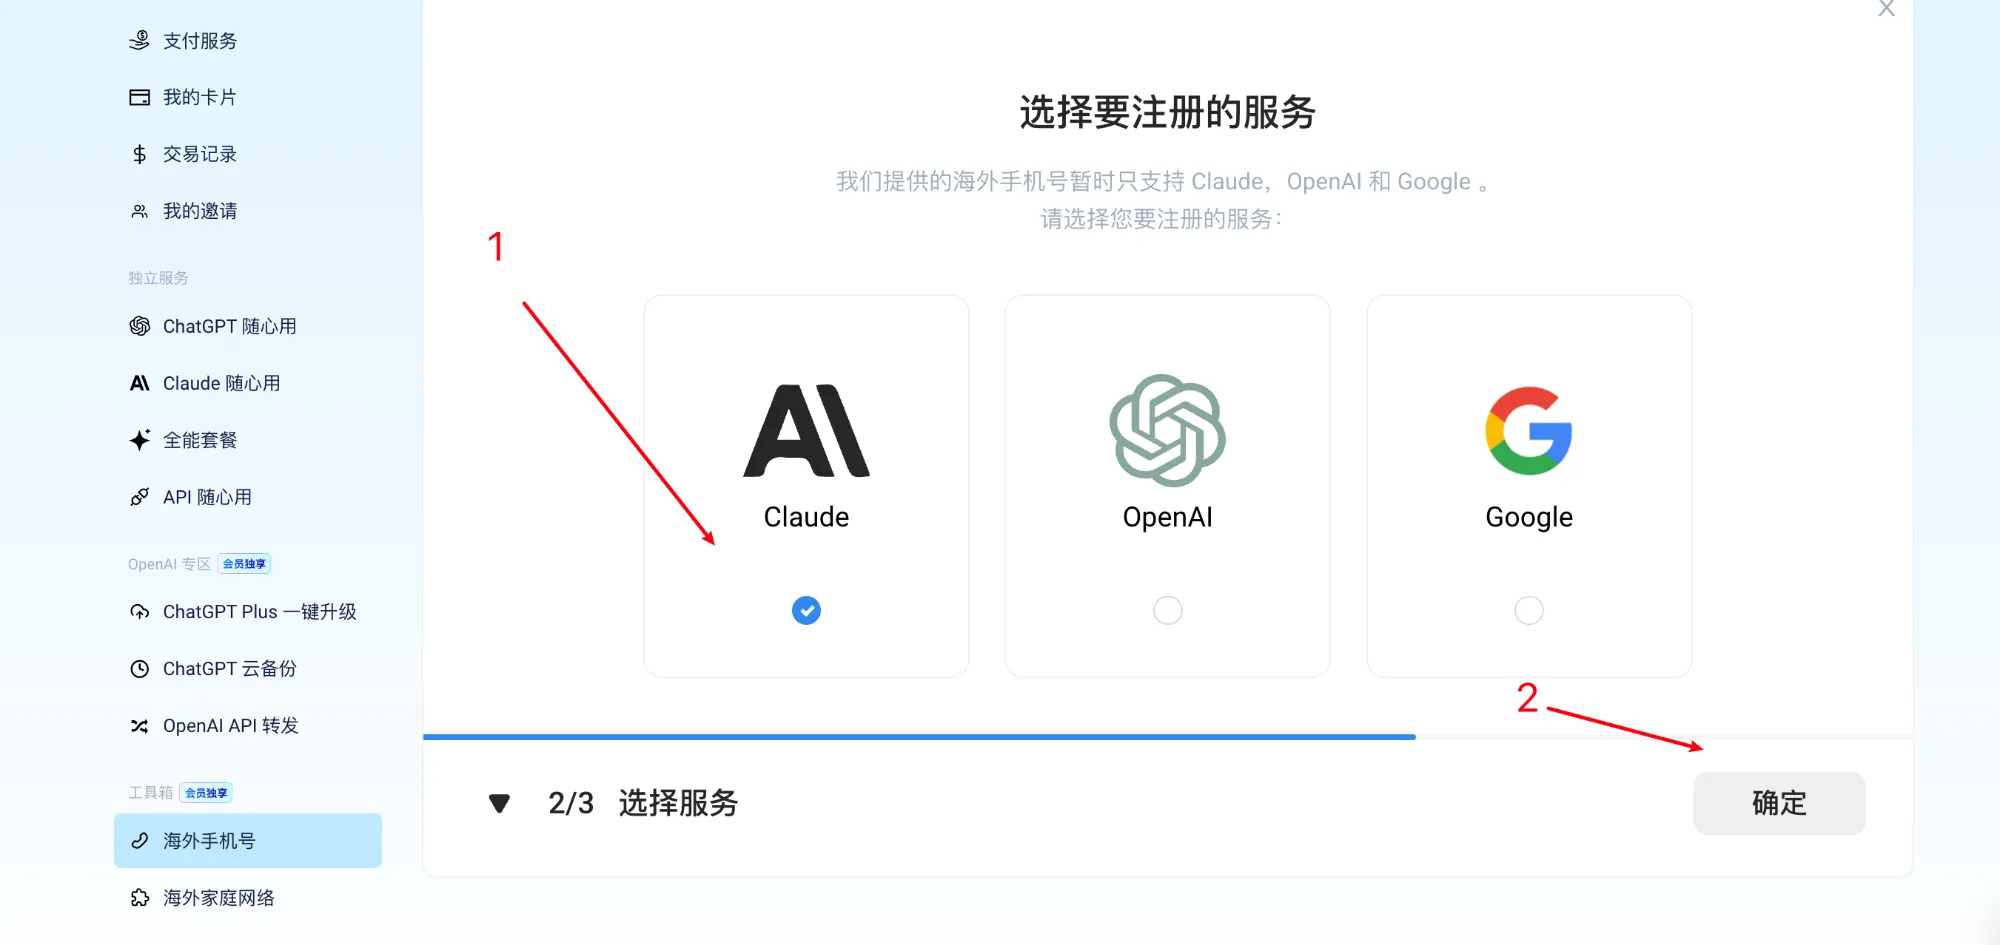 支付服务
我的卡片
交易记录
我的邀请
独立服务
ChatGPT 随心用
Claude 随心用
全能套餐
API 随心用
OpenAI 专区 会员独享
ChatGPT Plus 一键升级
ChatGPT 云备份
OpenAI API 转发
工具箱 会员独享
海外手机号
海外家庭网络
选择要注册的服务
我们提供的海外手机号暂时只支持 Claude，OpenAI 和 Google 。
请选择您要注册的服务：
1
Claude
OpenAI
Google
2
2/3 选择服务
确定